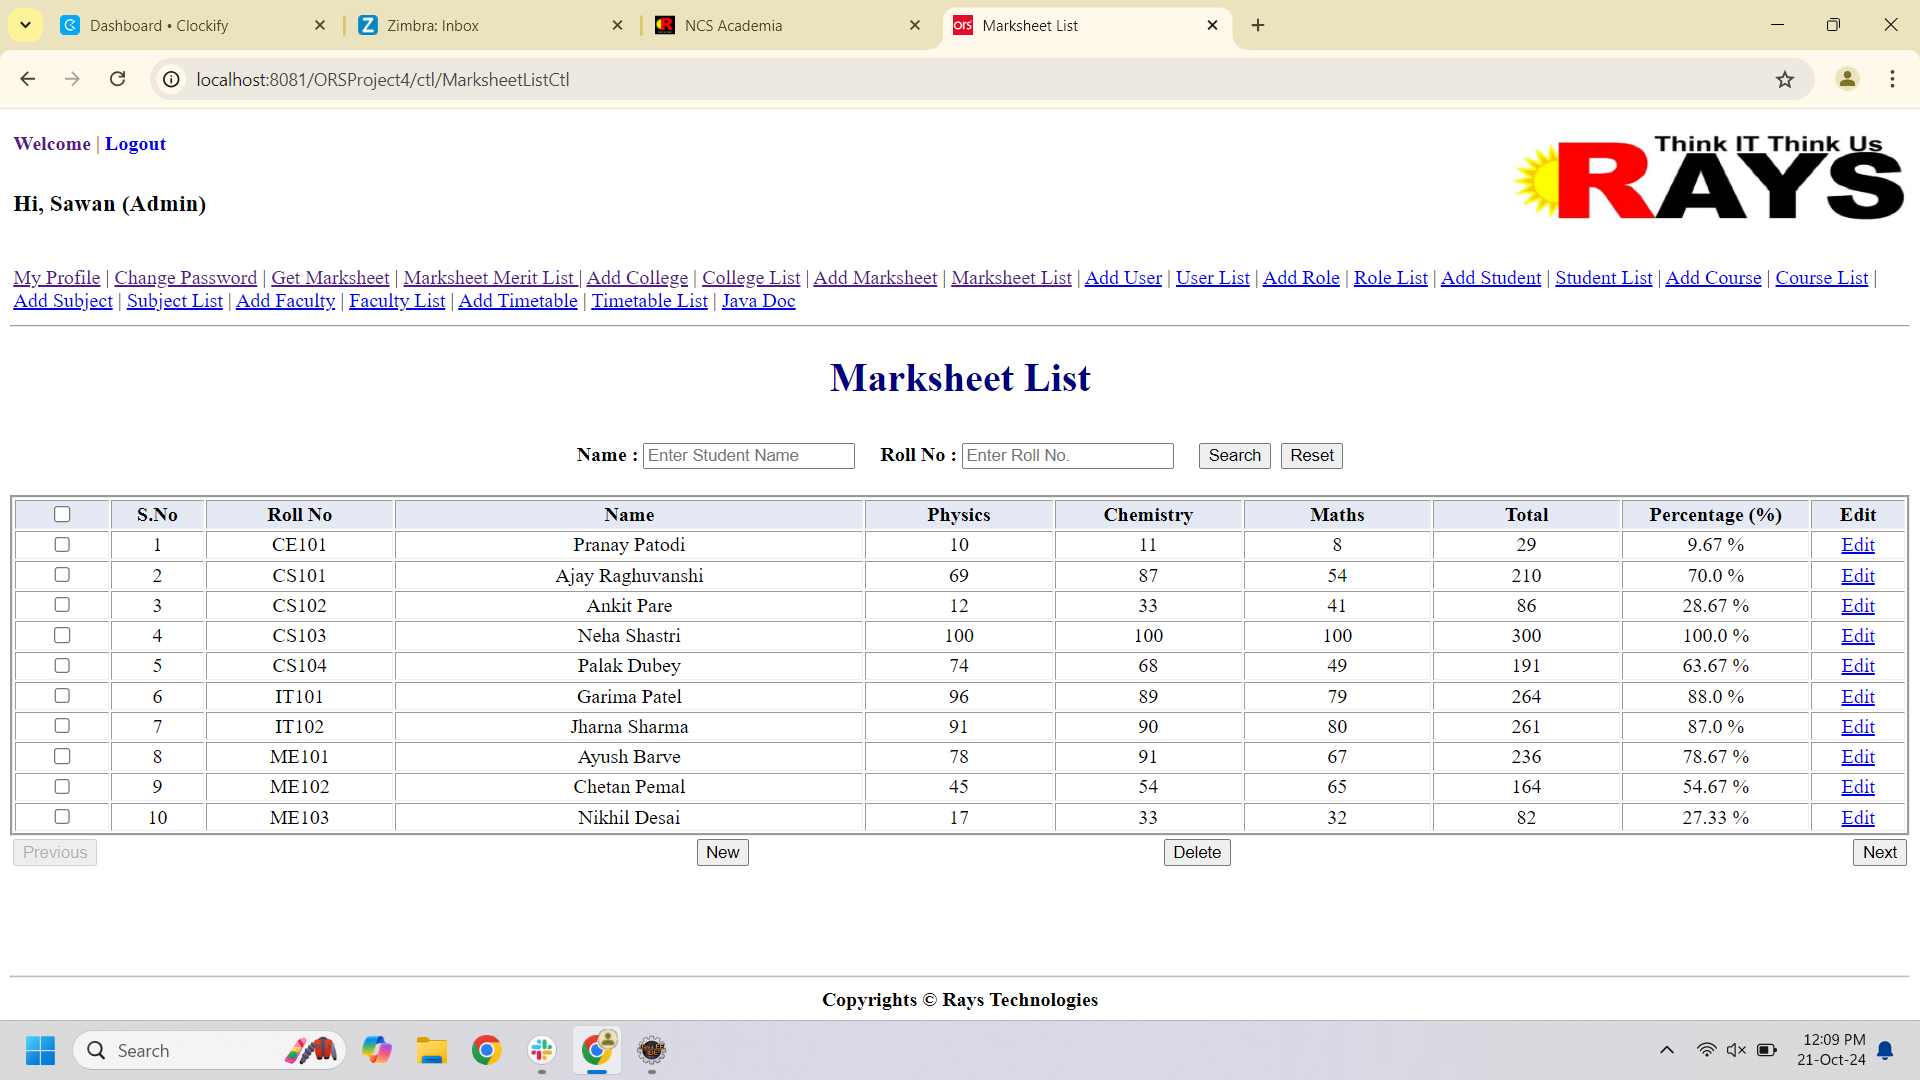 Dashboard • Clockify
Zimbra: Inbox
NCS Academia
ors Marksheet List
localhost:8081/ORSProject4/ctl/MarksheetListCtl
Welcome | Logout
Think IT Think Us
RAYS
Hi, Sawan (Admin)
My Profile | Change Password | Get Marksheet | Marksheet Merit List | Add College | College List | Add Marksheet | Marksheet List | Add User | User List | Add Role | Role List | Add Student | Student List | Add Course | Course List |
Add Subject | Subject List | Add Faculty | Faculty List | Add Timetable | Timetable List | Java Doc
Marksheet List
Name : Enter Student Name Roll No : Enter Roll No. Search Reset
S.No Roll No Name Physics Chemistry Maths Total Percentage (%) Edit
1 CE101 Pranay Patodi 10 11 8 29 9.67 % Edit
2 CS101 Ajay Raghuvanshi 69 87 54 210 70.0 % Edit
3 CS102 Ankit Pare 12 33 41 86 28.67 % Edit
4 CS103 Neha Shastri 100 100 100 300 100.0 % Edit
5 CS104 Palak Dubey 74 68 49 191 63.67 % Edit
6 IT101 Garima Patel 96 89 79 264 88.0 % Edit
7 IT102 Jharna Sharma 91 90 80 261 87.0 % Edit
8 ME101 Ayush Barve 78 91 67 236 78.67 % Edit
9 ME102 Chetan Pemal 45 54 65 164 54.67 % Edit
10 ME103 Nikhil Desai 17 33 32 82 27.33 % Edit
Previous New Delete Next
Copyrights © Rays Technologies
Search
12:09 PM
21-Oct-24